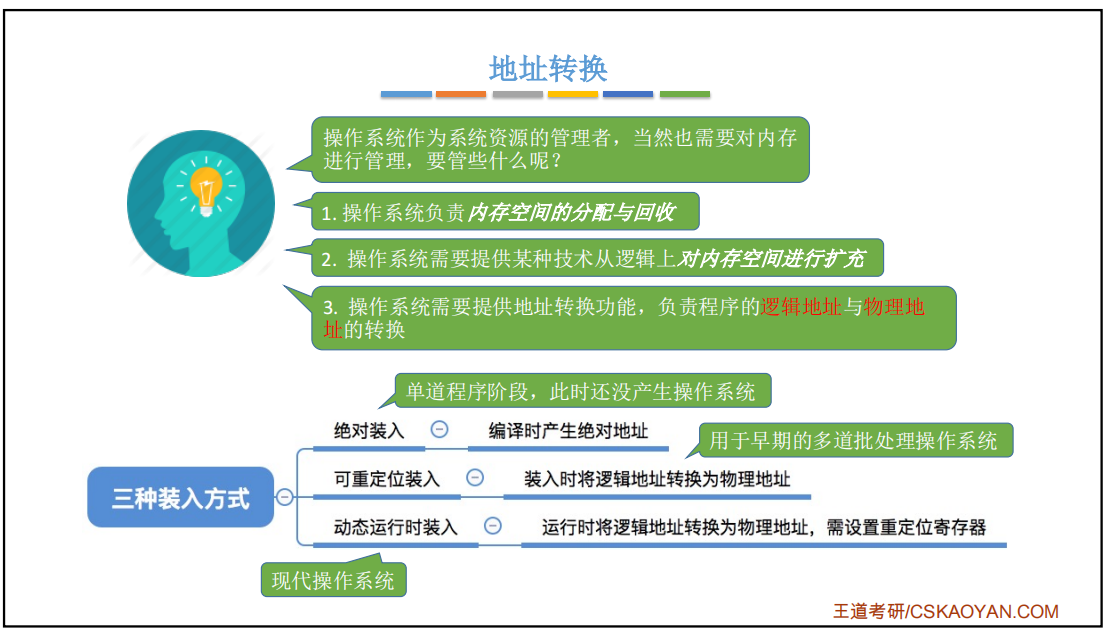 地址转换
操作系统作为系统资源的管理者，当然也需要对内存
进行管理，要管些什么呢？
1. 操作系统负责内存空间的分配与回收
2. 操作系统需要提供某种技术从逻辑上对内存空间进行扩充
3. 操作系统需要提供地址转换功能，负责程序的逻辑地址与物理地
址的转换
单道程序阶段，此时还没产生操作系统
绝对装入
编译时产生绝对地址
用于早期的多道批处理操作系统
三种装入方式
可重定位装入
装入时将逻辑地址转换为物理地址
动态运行时装入
运行时将逻辑地址转换为物理地址，需设置重定位寄存器
现代操作系统
王道考研/CSKAOYAN.COM